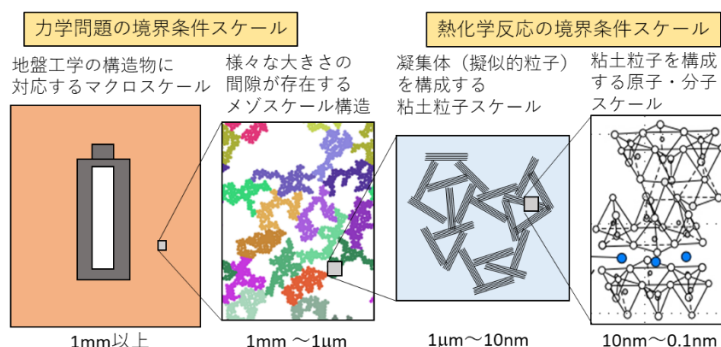 力学問題の境界条件スケール
熱化学反応の境界条件スケール
地盤工学の構造物に
対応するマクロスケール
様々な大きさの
間隙が存在する
メゾスケール構造
凝集体（擬似的粒子）
を構成する
粘土粒子スケール
粘土粒子を構成
する原子・分子
スケール
1mm以上
1mm ～1μm
1μm～10nm
10nm～0.1nm